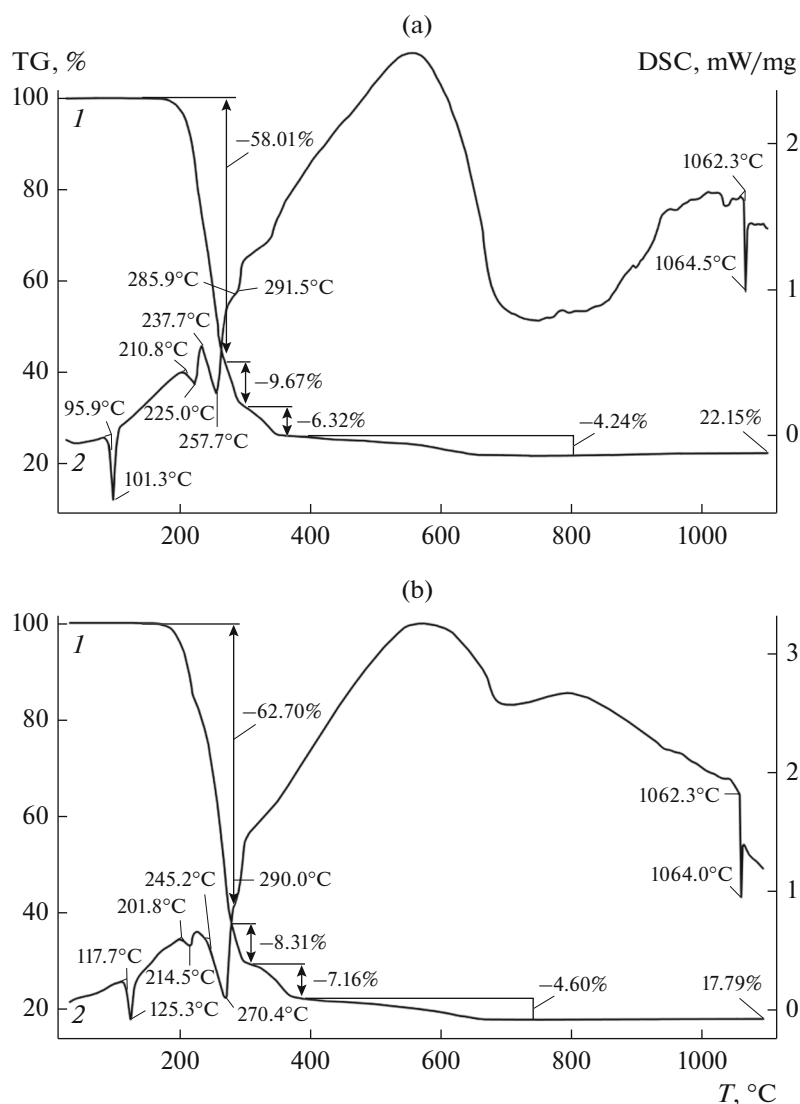 (a)
TG, %
DSC, mW/mg
100
1
2
−58.01%
1062.3°C
80
60
285.9°C
291.5°C
1064.5°C
1
237.7°C
40
210.8°C
−9.67%
95.9°C
225.0°C
−6.32%
−4.24%
22.15%
257.7°C
0
20
2
101.3°C
200
400
600
800
1000
(b)
100
1
3
−62.70%
80
2
1062.3°C
60
245.2°C
290.0°C
1064.0°C
1
40
201.8°C
−8.31%
117.7°C
214.5°C
−7.16%
−4.60%
17.79%
20
2
125.3°C
270.4°C
0
200
400
600
800
1000
T, °C